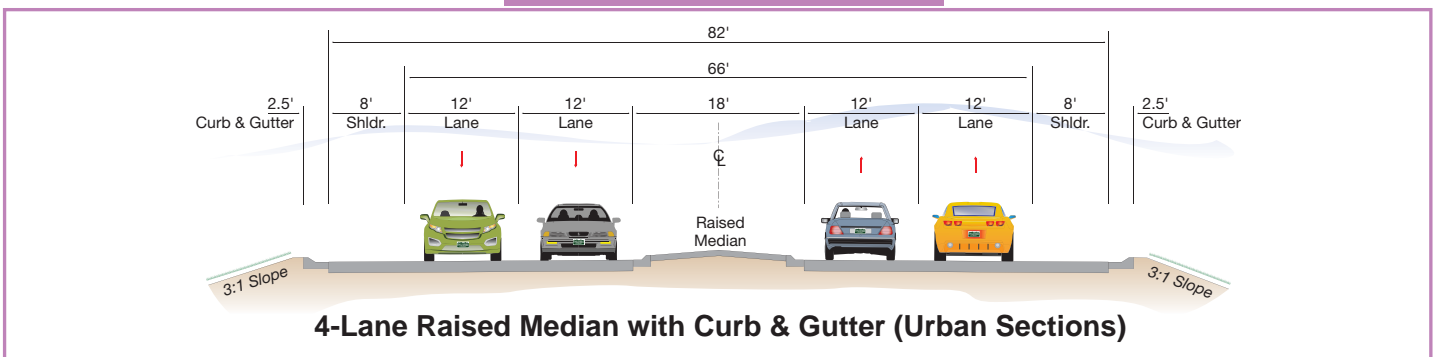 82'
66'
2.5' 8' 12' 12' 18' 12' 12' 8' 2.5'
Curb & Gutter Shldr. Lane Lane Lane Lane Shldr. Curb & Gutter
℄
Raised
Median
3:1 Slope 3:1 Slope
4-Lane Raised Median with Curb & Gutter (Urban Sections)